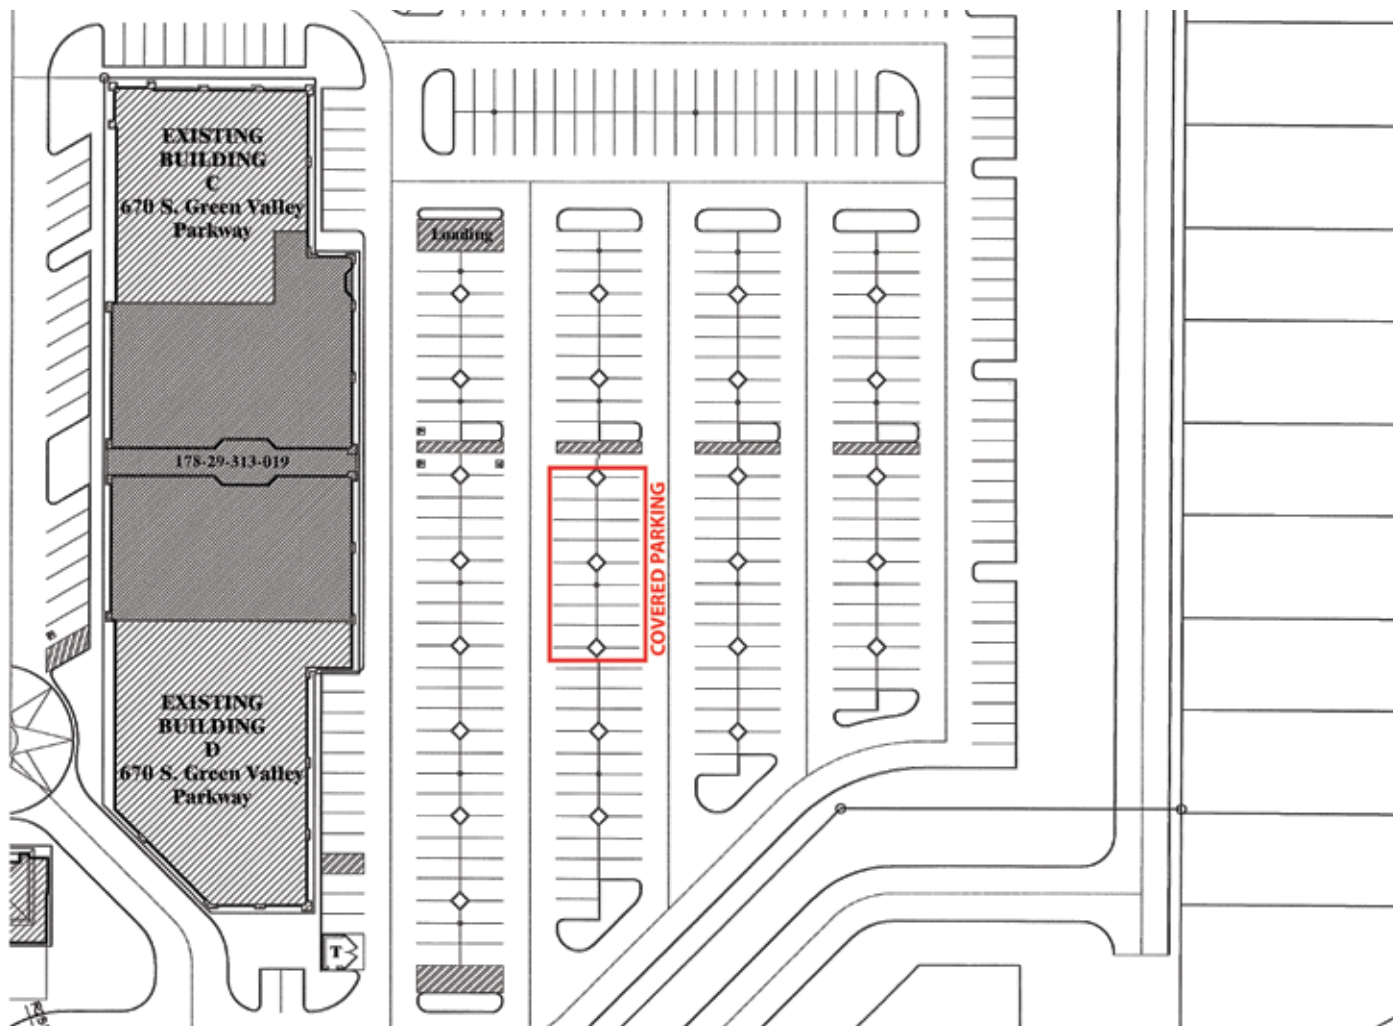 EXISTING
BUILDING
C
670 S. Green Valley
Parkway
Loading
178-29-313-019
COVERED PARKING
EXISTING
BUILDING
D
670 S. Green Valley
Parkway
T